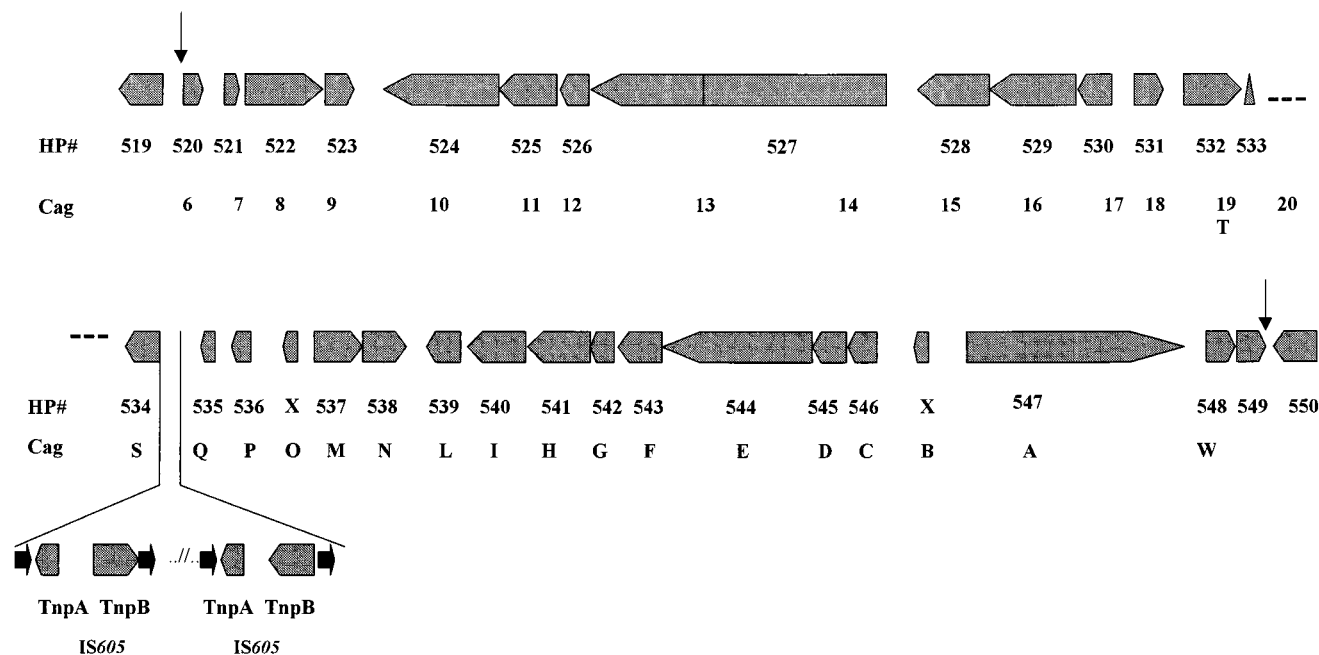 HP# 519 520 521 522 523 524 525 526 527 528 529 530 531 532 533
Cag 6 7 8 9 10 11 12 13 14 15 16 17 18 19 20
T
HP# 534 535 536 X 537 538 539 540 541 542 543 544 545 546 X 547 548 549 550
Cag S Q P O M N L I H G F E D C B A W
..//..
TnpA TnpB TnpA TnpB
IS605 IS605